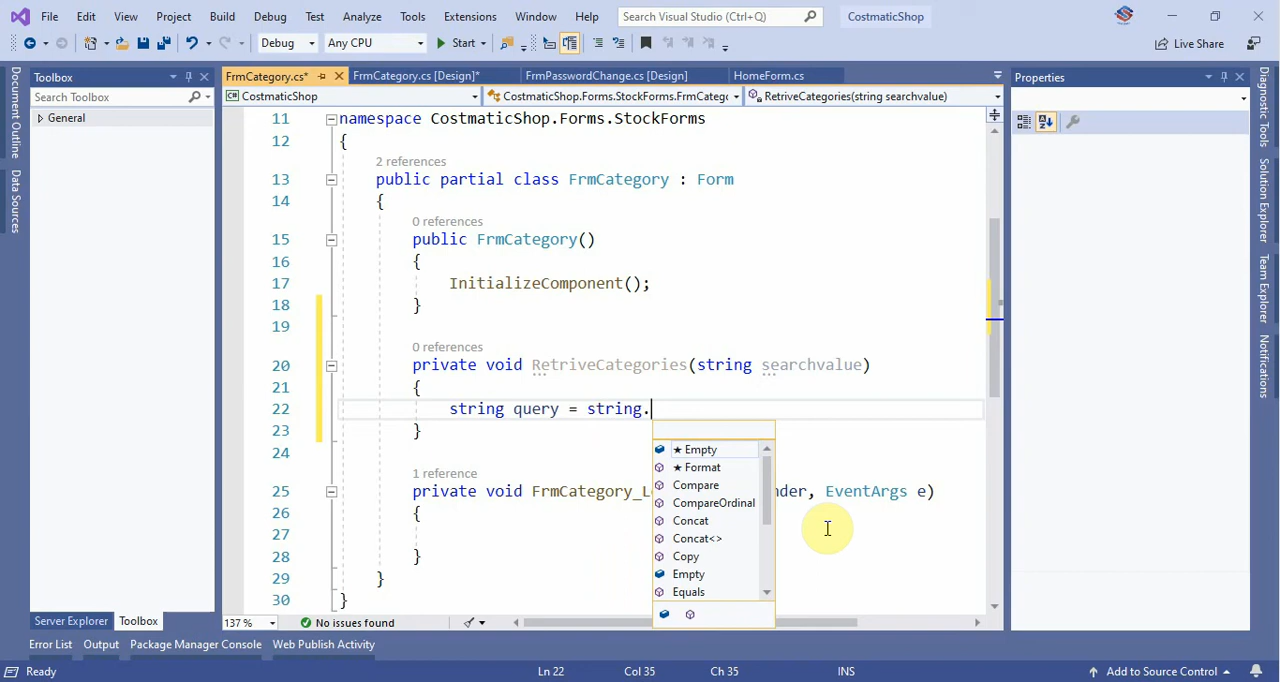 File Edit View Project Build Debug Test Analyze Tools Extensions Window Help Search Visual Studio (Ctrl+Q) CostmaticShop
Debug Any CPU Start Live Share
Document Outline
Data Sources
Toolbox
Search Toolbox
General
FrmCategory.cs* FrmCategory.cs [Design]* FrmPasswordChange.cs [Design] HomeForm.cs
CostmaticShop CostmaticShop.Forms.StockForms.FrmCateg RetriveCategories(string searchvalue)
11 namespace CostmaticShop.Forms.StockForms
12 {
2 references
13 public partial class FrmCategory : Form
14 {
0 references
15 public FrmCategory()
16 {
17 InitializeComponent();
18 }
19
0 references
20 private void RetriveCategories(string searchvalue)
21 {
22 string query = string.
23 }
24
1 reference
25 private void FrmCategory_L nder, EventArgs e)
26 {
27
28 }
29 }
30 }
★ Empty
★ Format
Compare
CompareOrdinal
Concat
Concat<>
Copy
Empty
Equals
137 % No issues found
Properties
Diagnostic Tools
Solution Explorer
Team Explorer
Notifications
Server Explorer Toolbox
Error List Output Package Manager Console Web Publish Activity
Ready Ln 22 Col 35 Ch 35 INS Add to Source Control